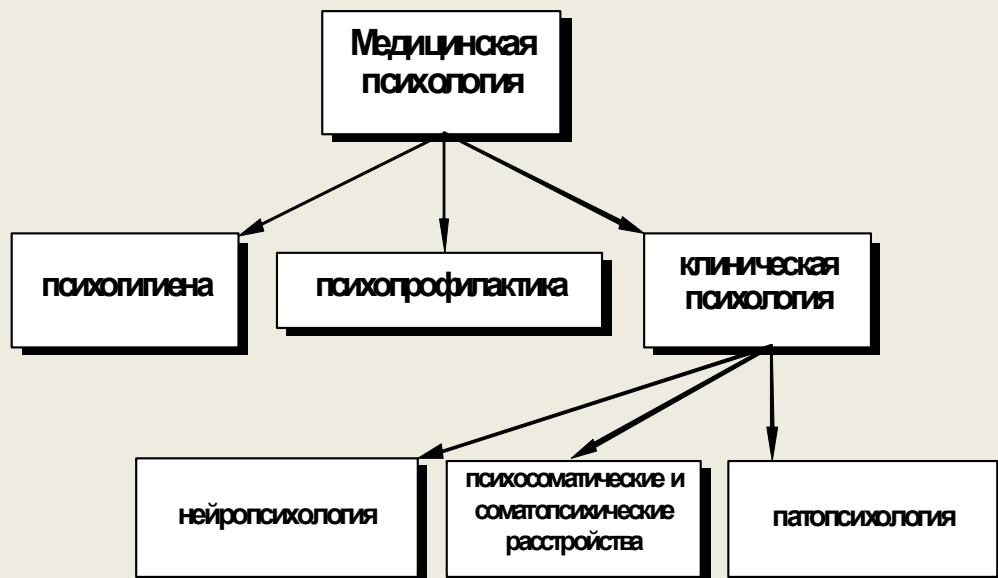 Медицинская
психология
психогигиена
психопрофилактика
клиническая
психология
нейропсихология
психосоматические и
соматопсихические
расстройства
патопсихология